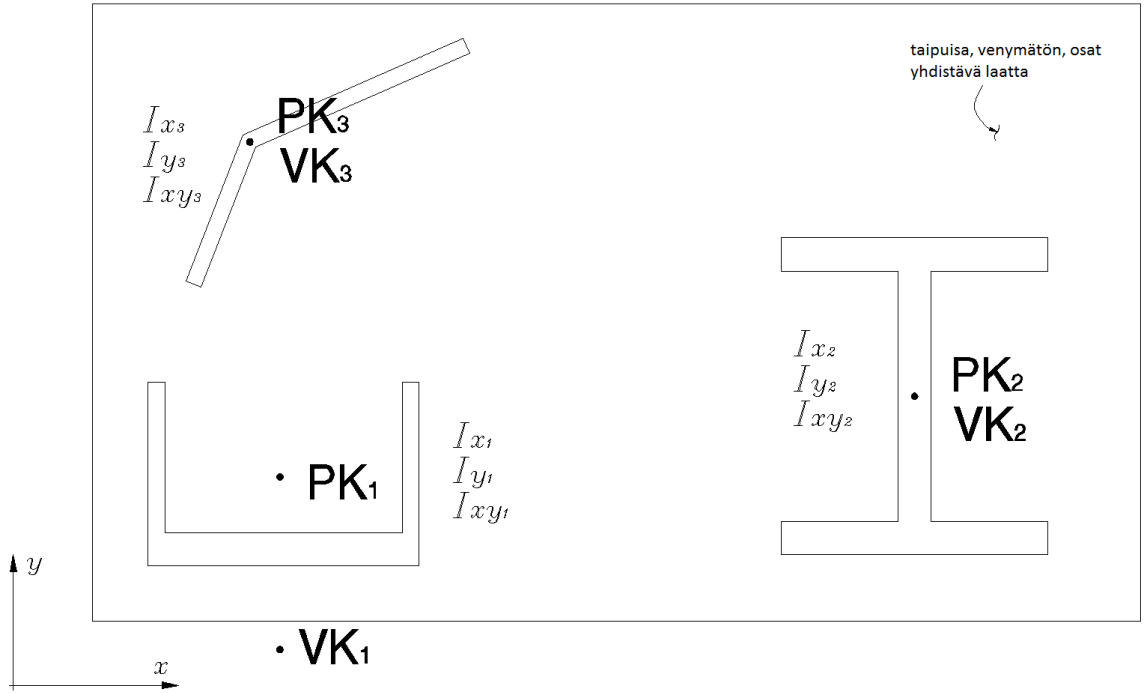 taipuisa, venymätön, osat
yhdistävä laatta
PK3
VK3
Ix3
Iy3
Ixy3
Ix2
Iy2
Ixy2
PK2
VK2
Ix1
Iy1
Ixy1
PK1
y
VK1
x